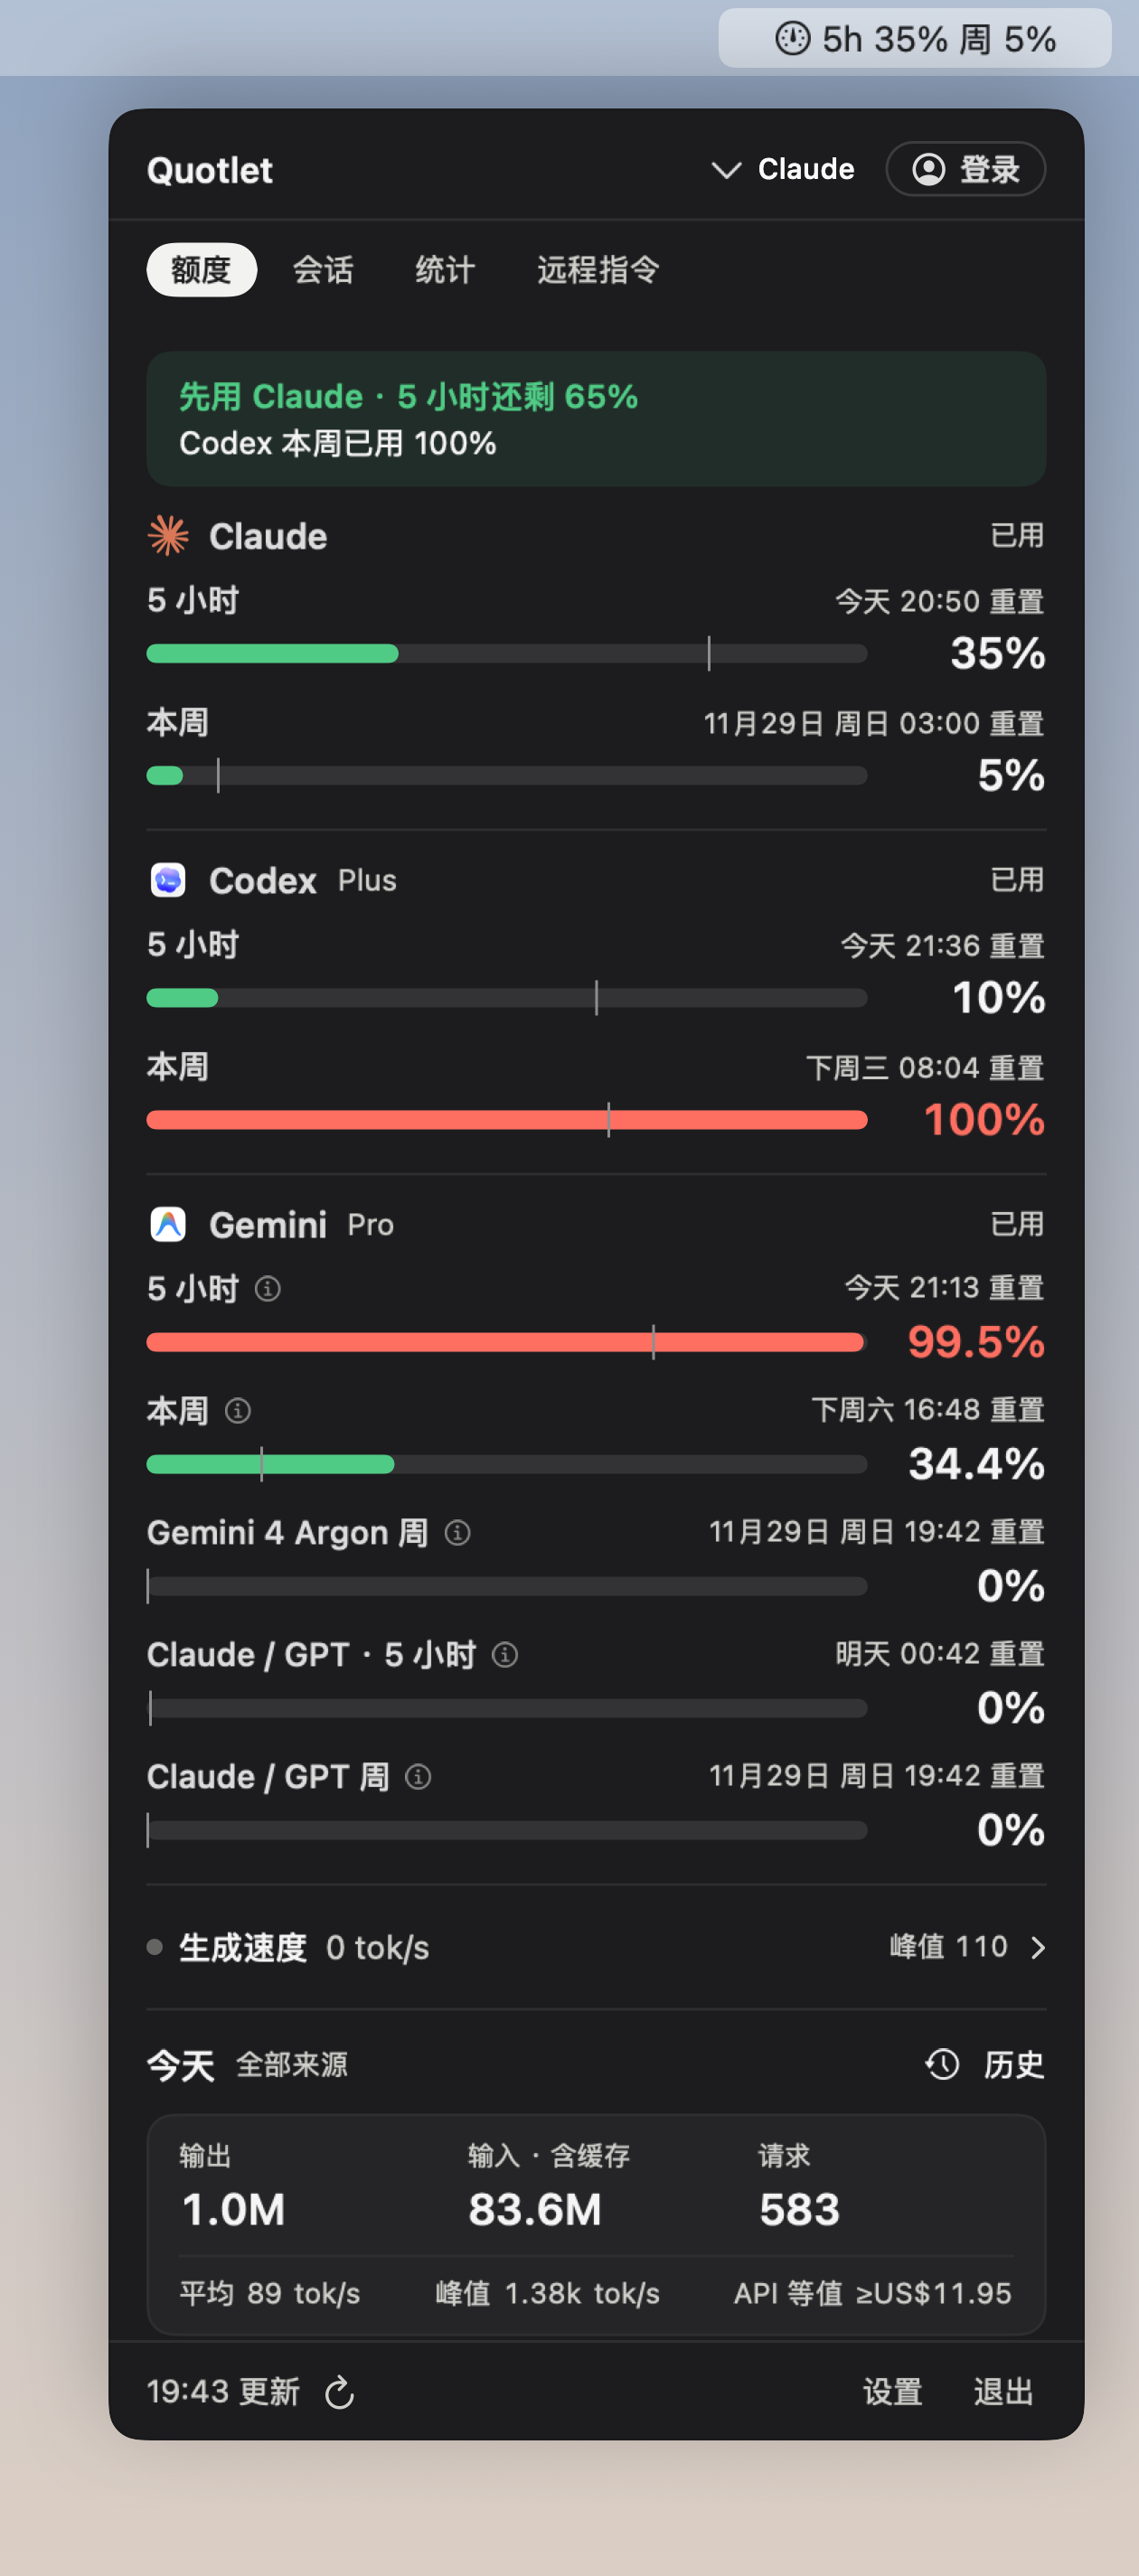 5h 35% 周 5%
Quotlet
Claude
登录
额度 会话 统计 远程指令
先用 Claude · 5 小时还剩 65%
Codex 本周已用 100%
Claude 已用
5 小时 今天 20:50 重置
35%
本周 11月29日 周日 03:00 重置
5%
Codex Plus 已用
5 小时 今天 21:36 重置
10%
本周 下周三 08:04 重置
100%
Gemini Pro 已用
5 小时 今天 21:13 重置
99.5%
本周 下周六 16:48 重置
34.4%
Gemini 4 Argon 周 11月29日 周日 19:42 重置
0%
Claude / GPT · 5 小时 明天 00:42 重置
0%
Claude / GPT 周 11月29日 周日 19:42 重置
0%
生成速度 0 tok/s 峰值 110
今天 全部来源 历史
输出 输入 · 含缓存 请求
1.0M 83.6M 583
平均 89 tok/s 峰值 1.38k tok/s API 等值 ≥US$11.95
19:43 更新 设置 退出